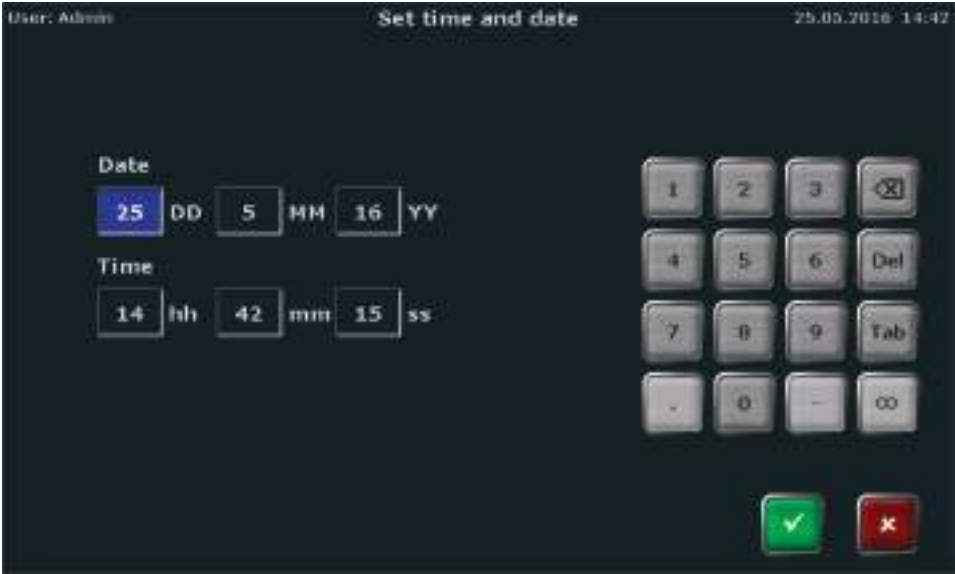 User: Admin Set time and date 25.05.2016 14:42
Date
25 DD 5 MM 16 YY
Time
14 hh 42 mm 15 ss
1 2 3
4 5 6 Del
7 8 9 Tab
. 0 - ∞